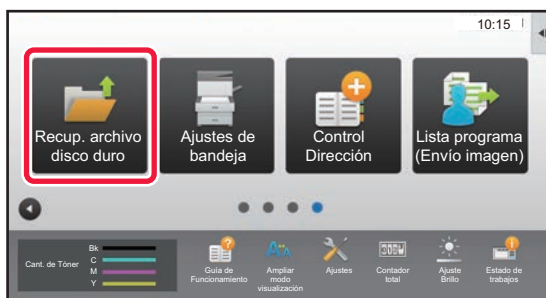 10:15
Recup. archivo
disco duro
Ajustes de
bandeja
Control
Dirección
Lista programa
(Envío imagen)
Cant. de Tóner
Bk
C
M
Y
Guía de
Funcionamiento
Ampliar
modo
visualización
Ajustes
Contador
total
Ajuste
Brillo
Estado de
trabajos